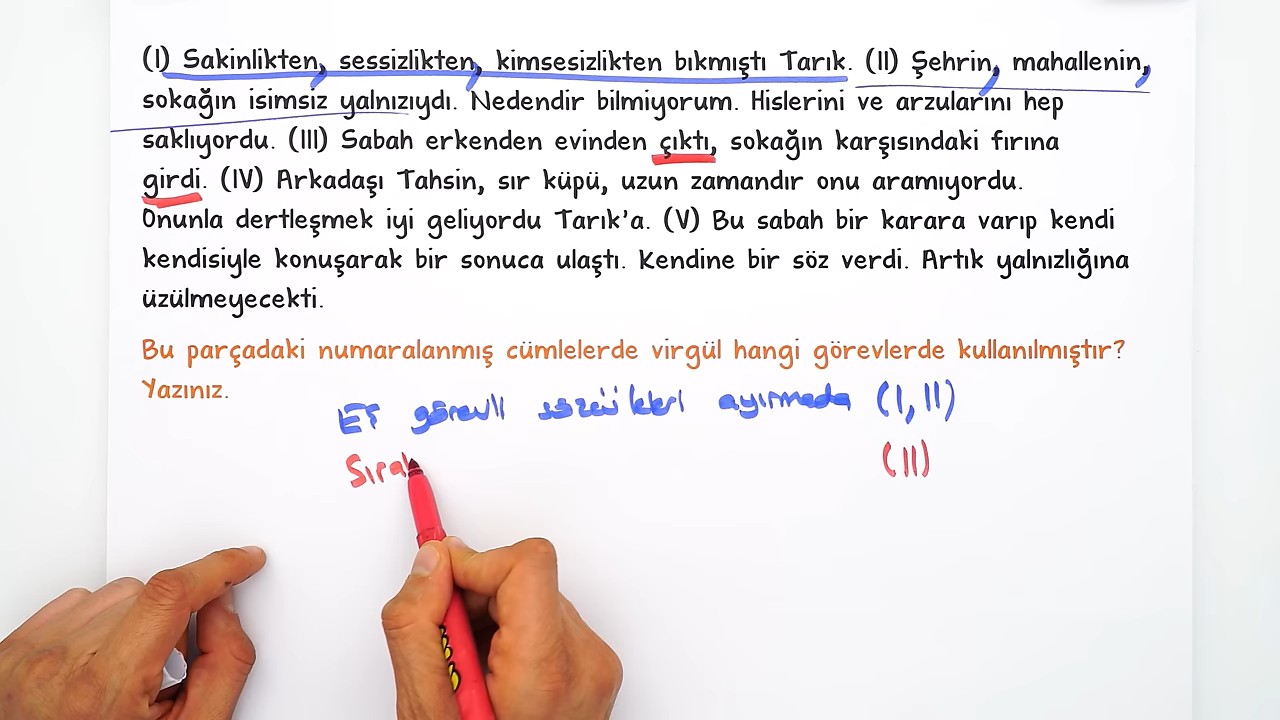 (I) Sakinlikten, sessizlikten, kimsesizlikten bıkmıştı Tarık. (II) Şehrin, mahallenin,
sokağın isimsiz yalnızıydı. Nedendir bilmiyorum. Hislerini ve arzularını hep
saklıyordu. (III) Sabah erkenden evinden çıktı, sokağın karşısındaki fırına
girdi. (IV) Arkadaşı Tahsin, sır küpü, uzun zamandır onu aramıyordu.
Onunla dertleşmek iyi geliyordu Tarık'a. (V) Bu sabah bir karara varıp kendi
kendisiyle konuşarak bir sonuca ulaştı. Kendine bir söz verdi. Artık yalnızlığına
üzülmeyecekti.
Bu parçadaki numaralanmış cümlelerde virgül hangi görevlerde kullanılmıştır?
Yazınız.
Eş görevli sözcükleri ayırmada (I, II)
Sıral (II)